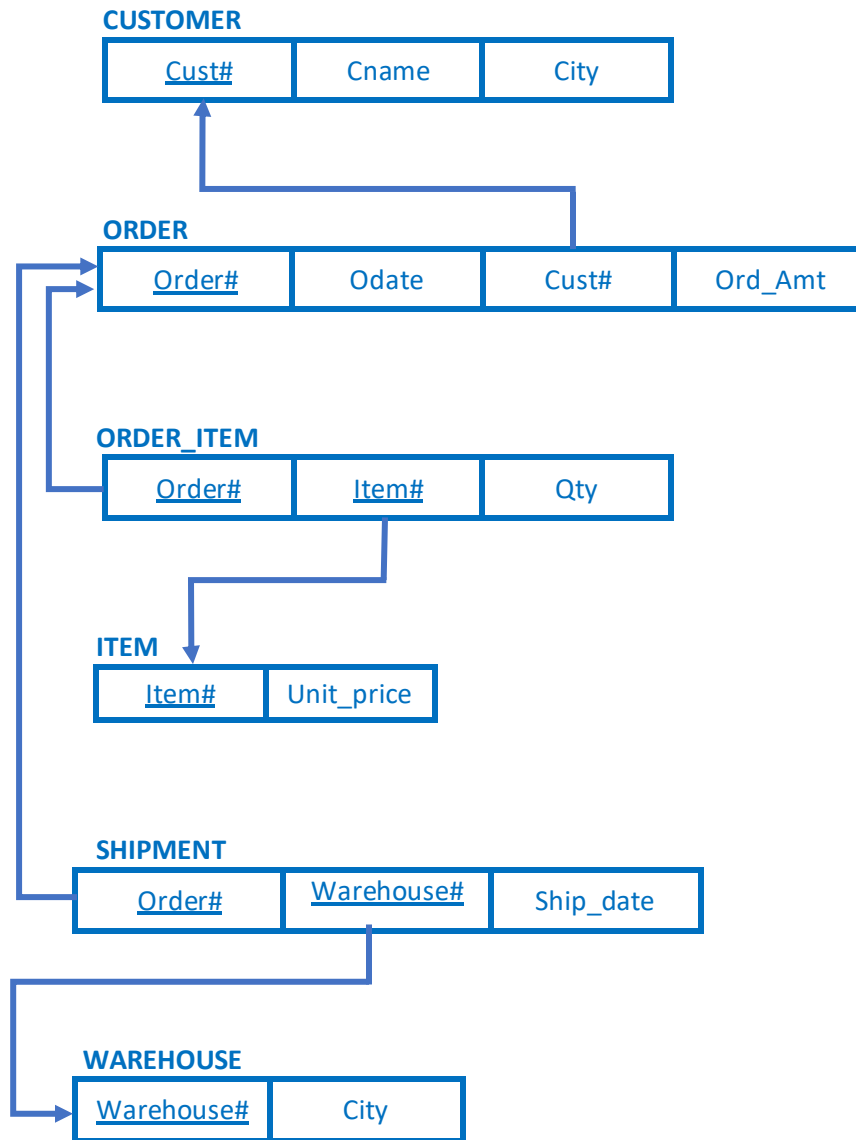 CUSTOMER
Cust# Cname City
ORDER
Order# Odate Cust# Ord_Amt
ORDER_ITEM
Order# Item# Qty
ITEM
Item# Unit_price
SHIPMENT
Order# Warehouse# Ship_date
WAREHOUSE
Warehouse# City